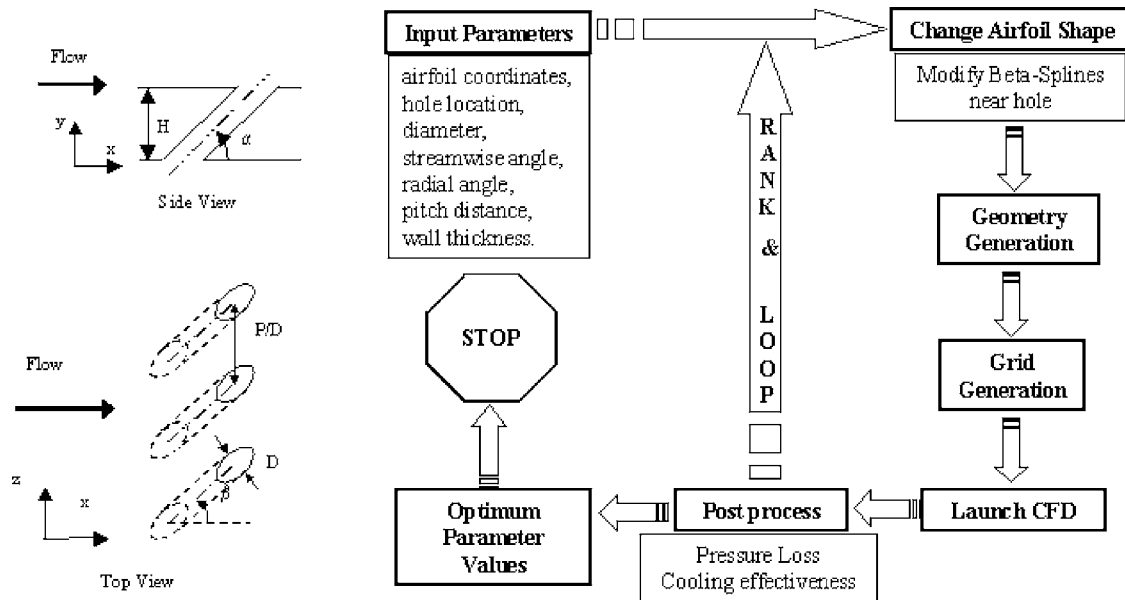 Flow
H
α
y
x
Side View
P/D
Flow
D
β
z
x
Top View
Input Parameters
airfoil coordinates,
hole location,
diameter,
streamwise angle,
radial angle,
pitch distance,
wall thickness.
Change Airfoil Shape
Modify Beta-Splines
near hole
Geometry
Generation
Grid
Generation
Launch CFD
Post process
Pressure Loss
Cooling effectiveness
RANK & LOOP
Optimum
Parameter
Values
STOP